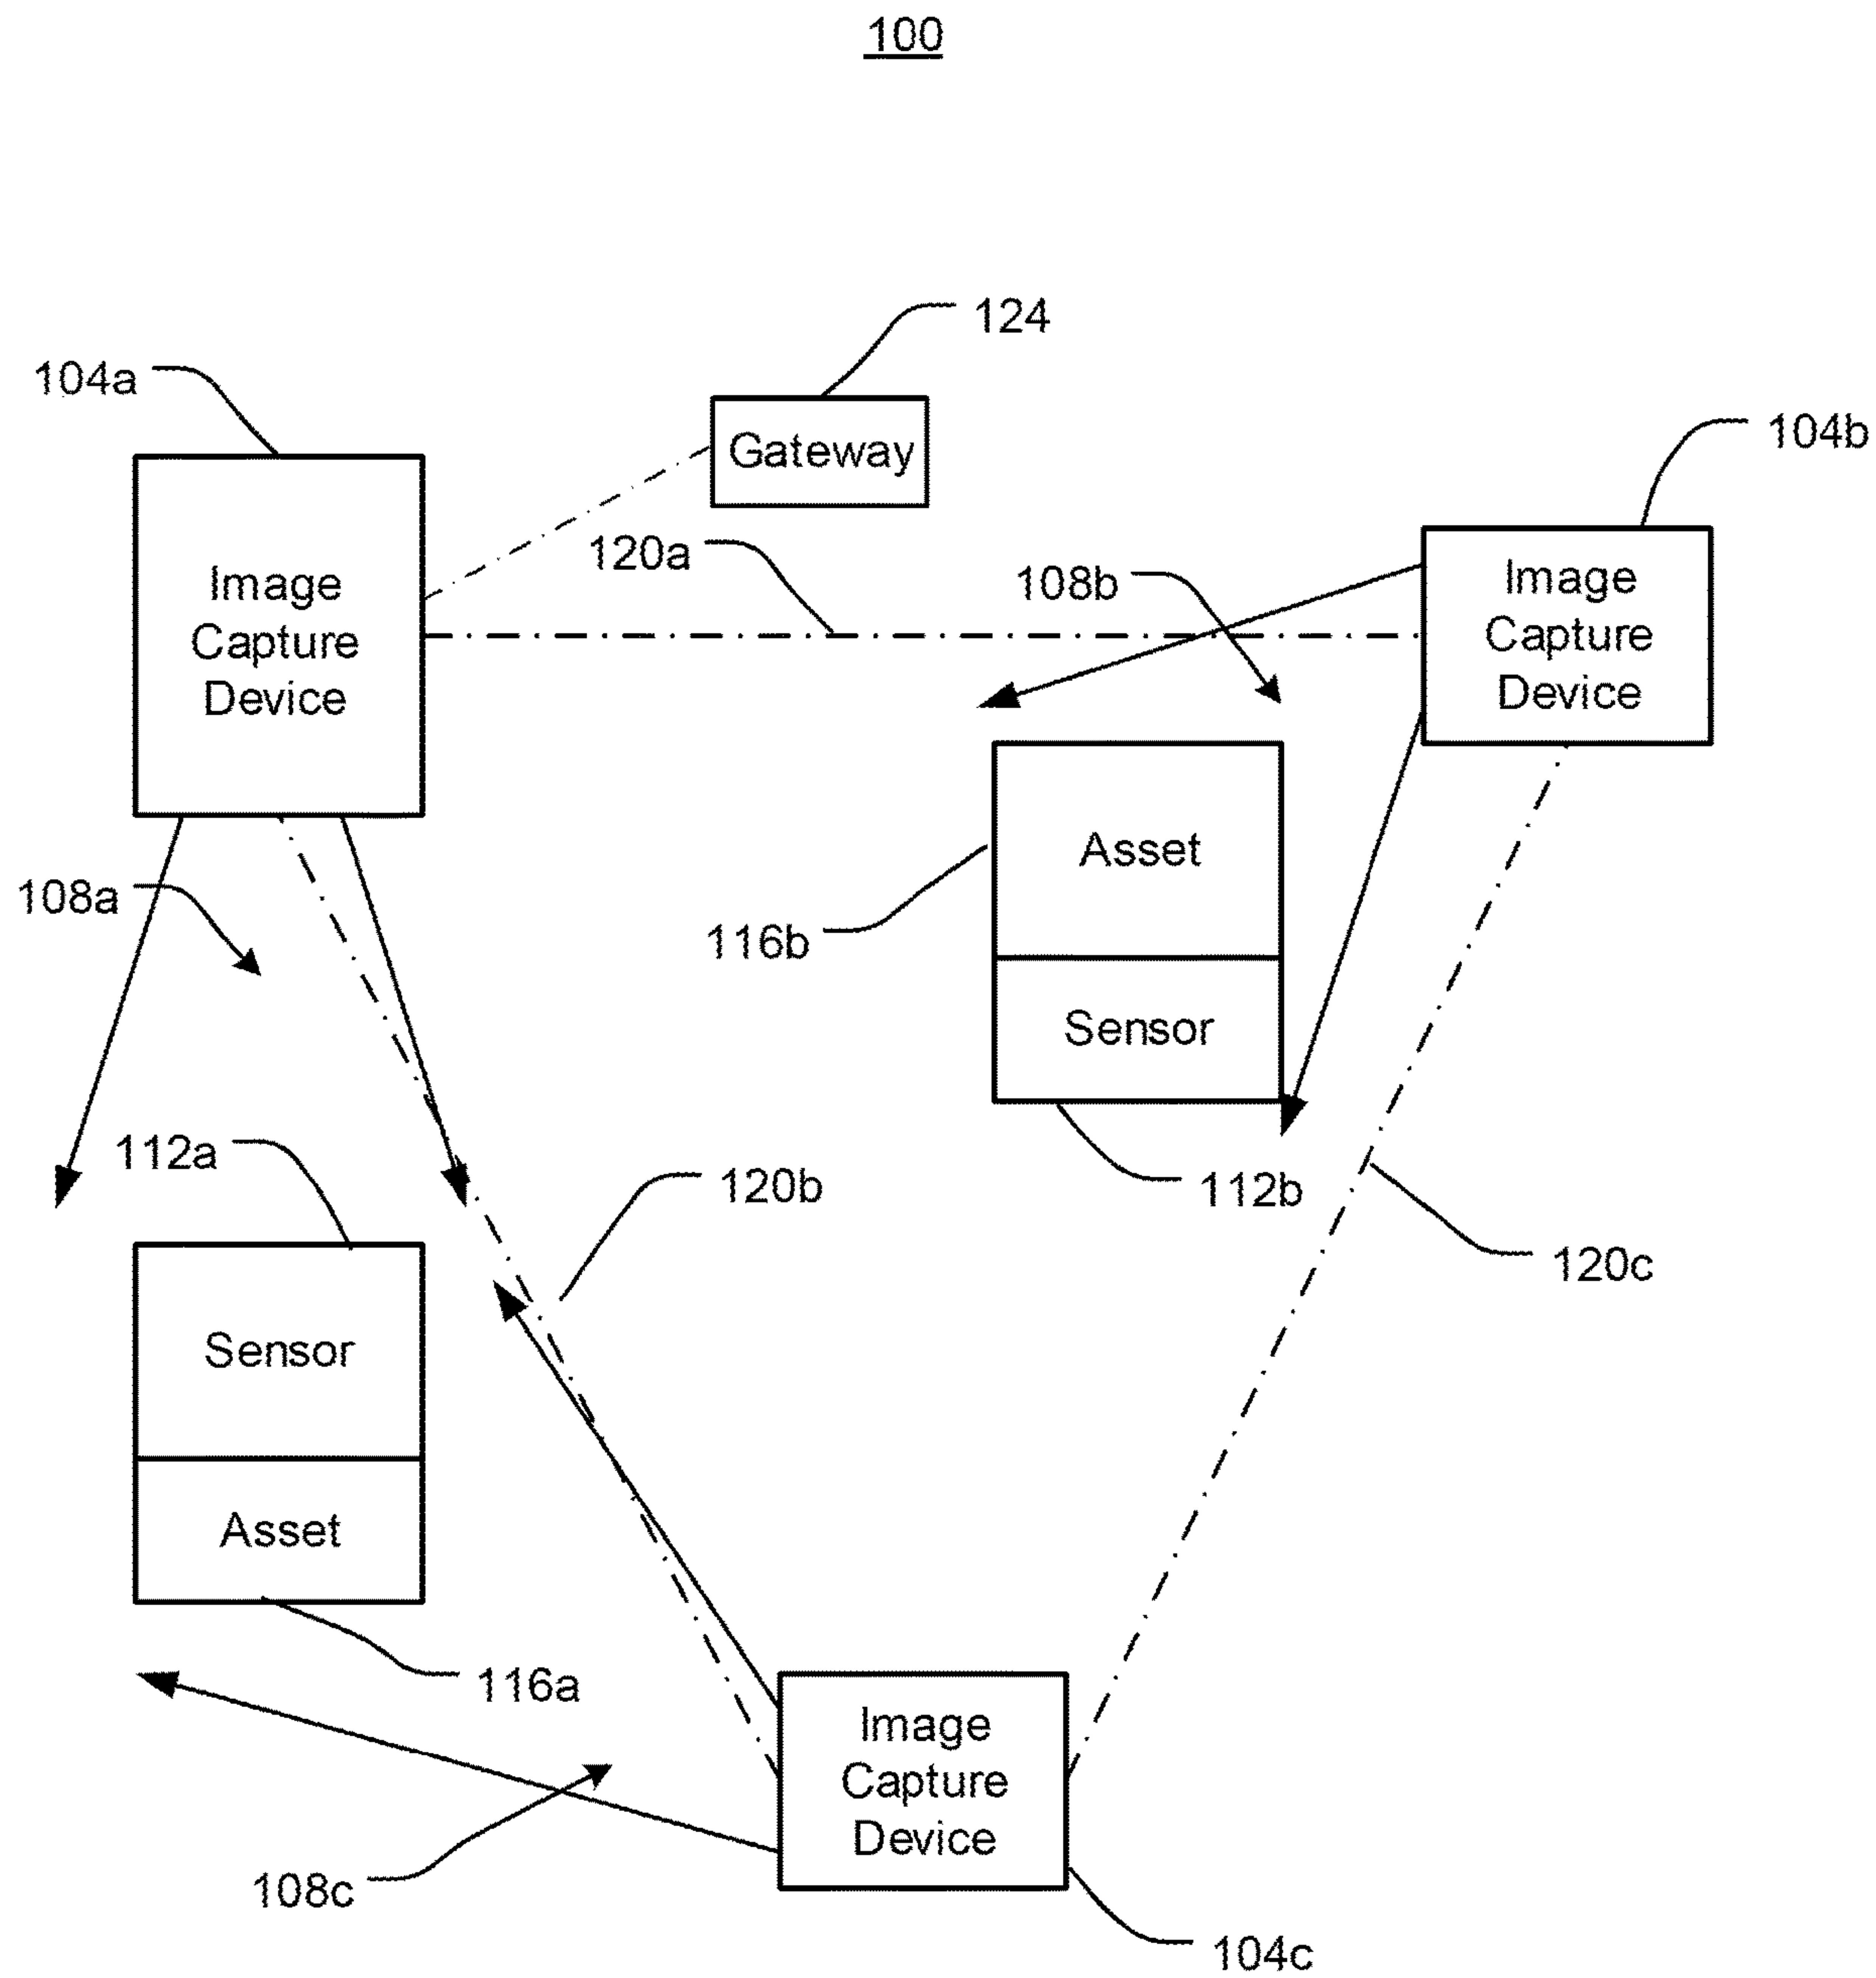 100
124
104a
Gateway
104b
120a
108b
Image
Capture
Device
Image
Capture
Device
108a
Asset
116b
Sensor
112a
120b
112b
120c
Sensor
Asset
116a
Image
Capture
Device
108c
104c